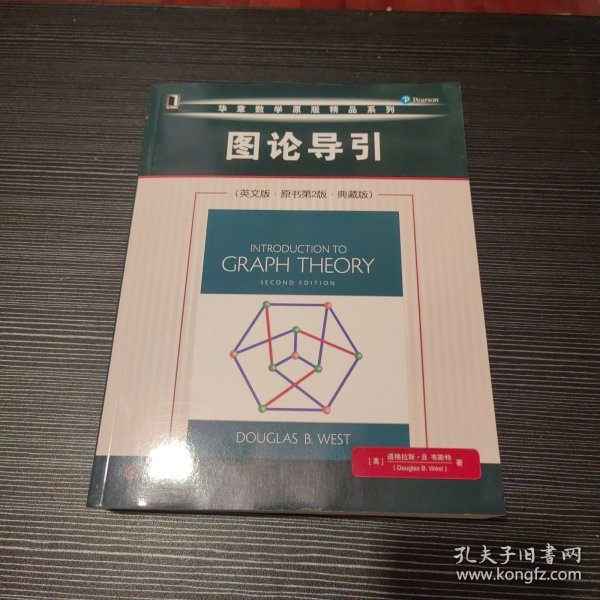 华章数学原版精品系列
Pearson
图论导引
(英文版·原书第2版·典藏版)
INTRODUCTION TO
GRAPH THEORY
SECOND EDITION
DOUGLAS B. WEST
[美] 道格拉斯·B. 韦斯特 著
(Douglas B. West)
孔夫子旧书网
www.kongfz.com